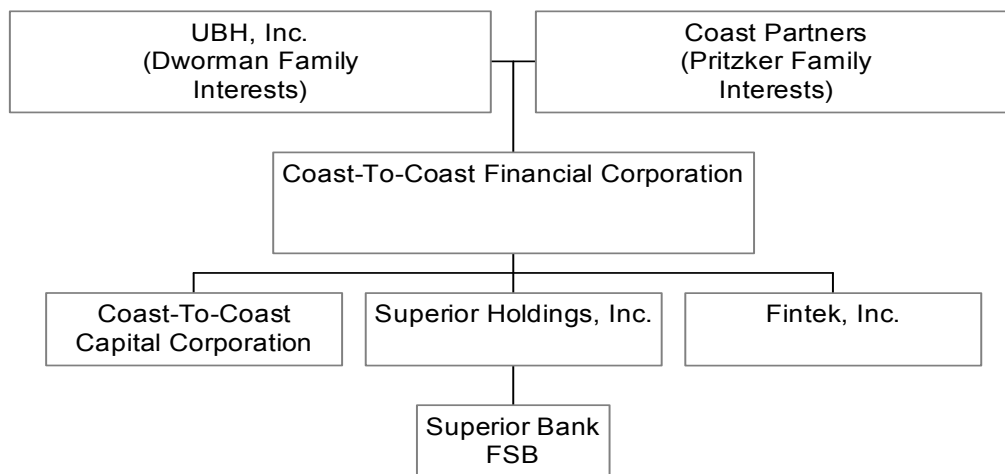 UBH, Inc.
(Dworman Family
Interests)
Coast Partners
(Pritzker Family
Interests)
Coast-To-Coast Financial Corporation
Coast-To-Coast
Capital Corporation
Superior Holdings, Inc.
Fintek, Inc.
Superior Bank
FSB